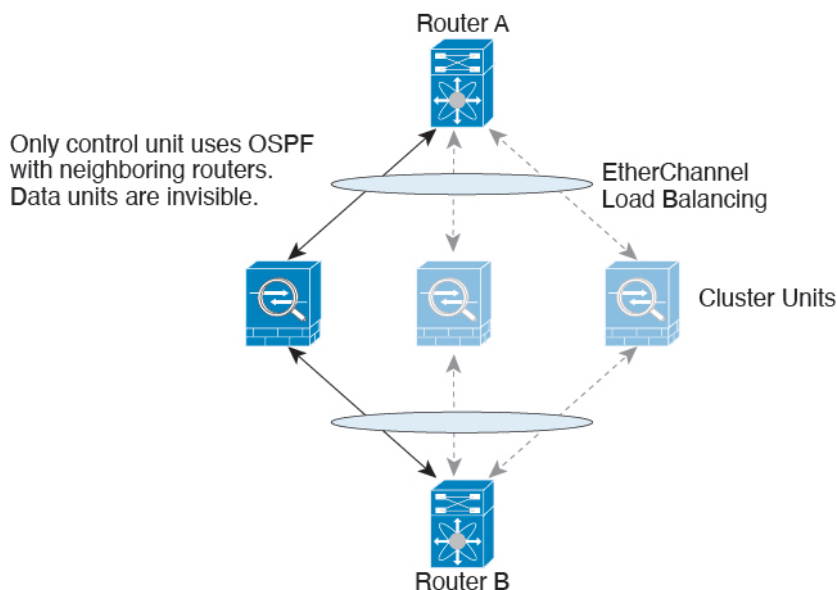 Router A
Only control unit uses OSPF
with neighboring routers.
Data units are invisible.
EtherChannel
Load Balancing
Cluster Units
Router B